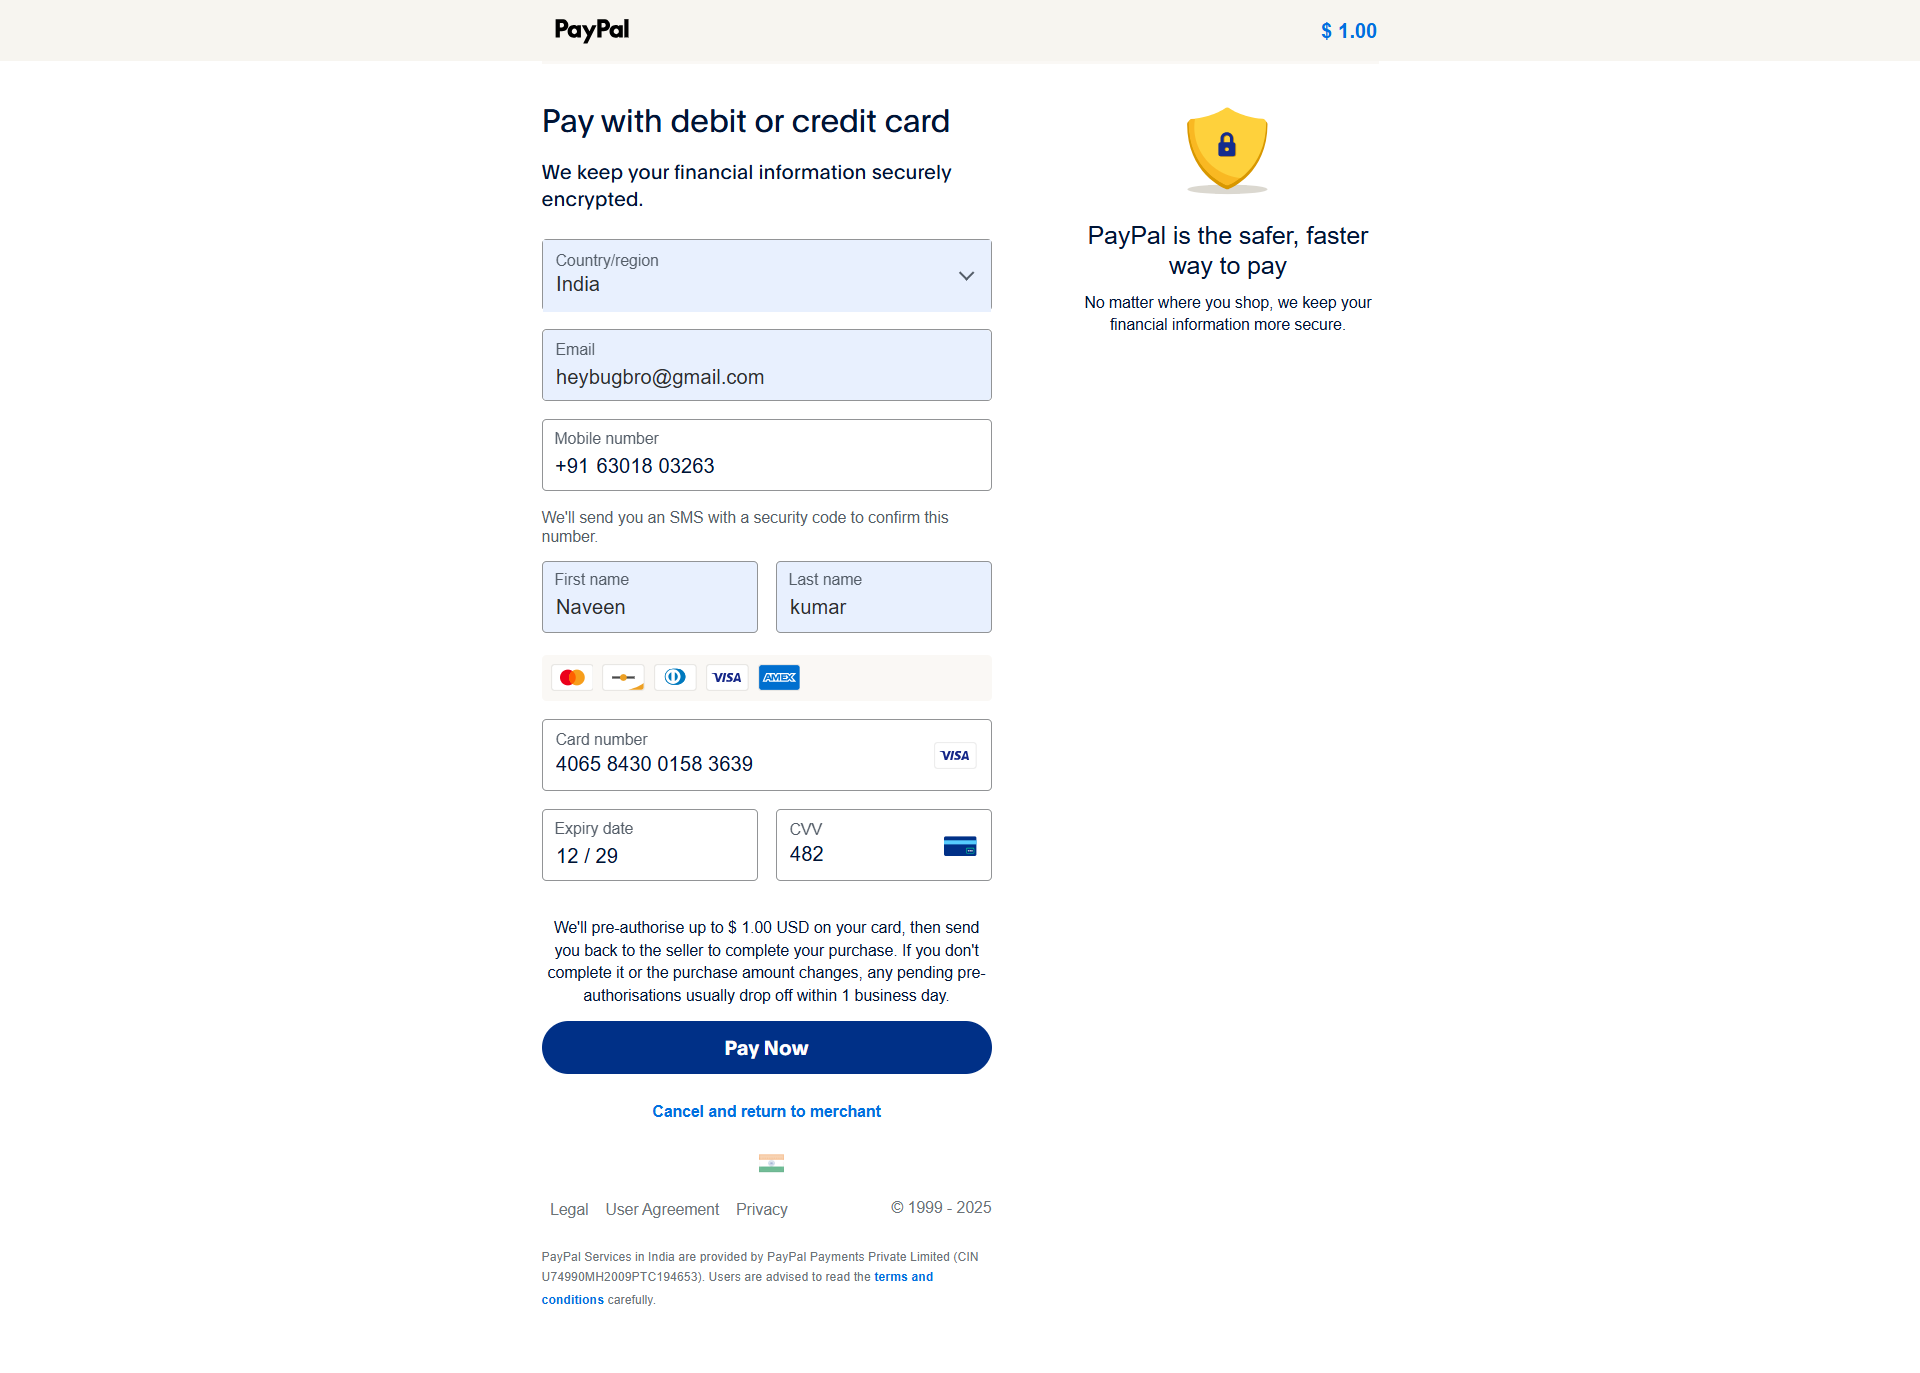 PayPal
$ 1.00
Pay with debit or credit card
We keep your financial information securely
encrypted.
Country/region
India
Email
heybugbro@gmail.com
Mobile number
+91 63018 03263
We'll send you an SMS with a security code to confirm this
number.
First name
Naveen
Last name
kumar
VISA
AMEX
Card number
4065 8430 0158 3639
VISA
Expiry date
12 / 29
CVV
482
We'll pre-authorise up to $ 1.00 USD on your card, then send
you back to the seller to complete your purchase. If you don't
complete it or the purchase amount changes, any pending pre-
authorisations usually drop off within 1 business day.
Pay Now
Cancel and return to merchant
Legal User Agreement Privacy © 1999 - 2025
PayPal Services in India are provided by PayPal Payments Private Limited (CIN
U74990MH2009PTC194653). Users are advised to read the terms and
conditions carefully.
PayPal is the safer, faster
way to pay
No matter where you shop, we keep your
financial information more secure.